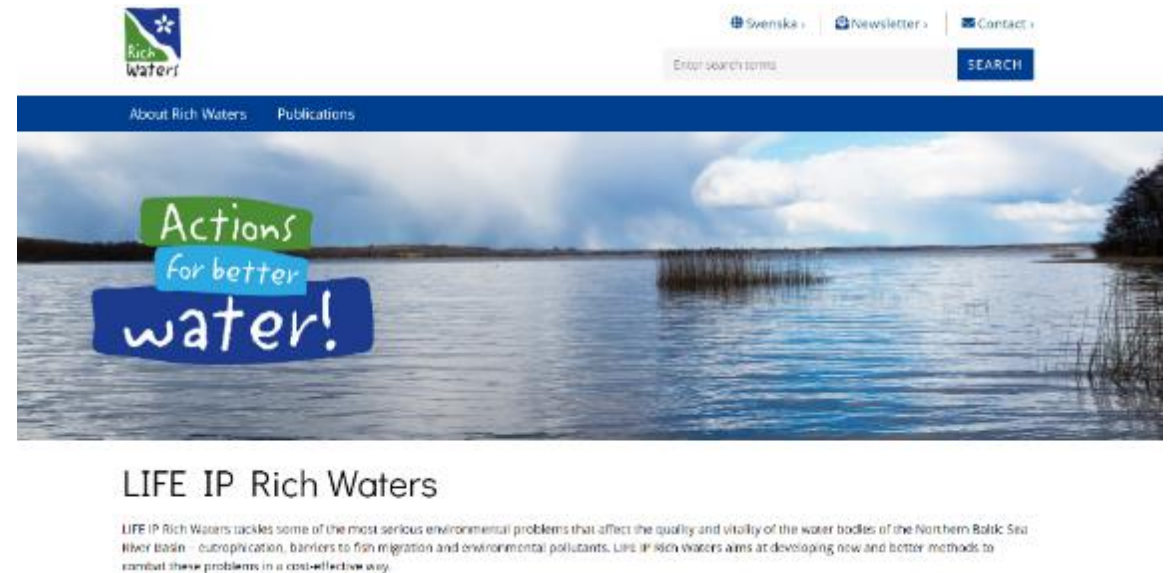 Rich
Waters
Svenska ›
Newsletter ›
Contact ›
Enter search terms
SEARCH
About Rich Waters
Publications
Actions
for better
water!
LIFE IP Rich Waters
LIFE IP Rich Waters tackles some of the most serious environmental problems that affect the quality and vitality of the water bodies of the Northern Baltic Sea
River Basin – eutrophication, barriers to fish migration and environmental pollutants. LIFE IP Rich Waters aims at developing new and better methods to
combat these problems in a cost-effective way.